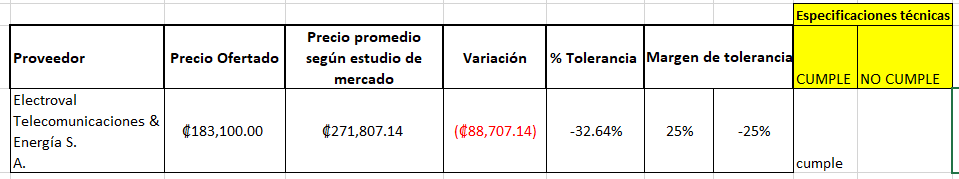 Especificaciones técnicas
Proveedor
Precio Ofertado
Precio promedio
según estudio de
mercado
Variación
% Tolerancia
Margen de tolerancia
CUMPLE
NO CUMPLE
Electroval
Telecomunicaciones &
Energía S.
A.
₡183,100.00
₡271,807.14
(₡88,707.14)
-32.64%
25%
-25%
cumple